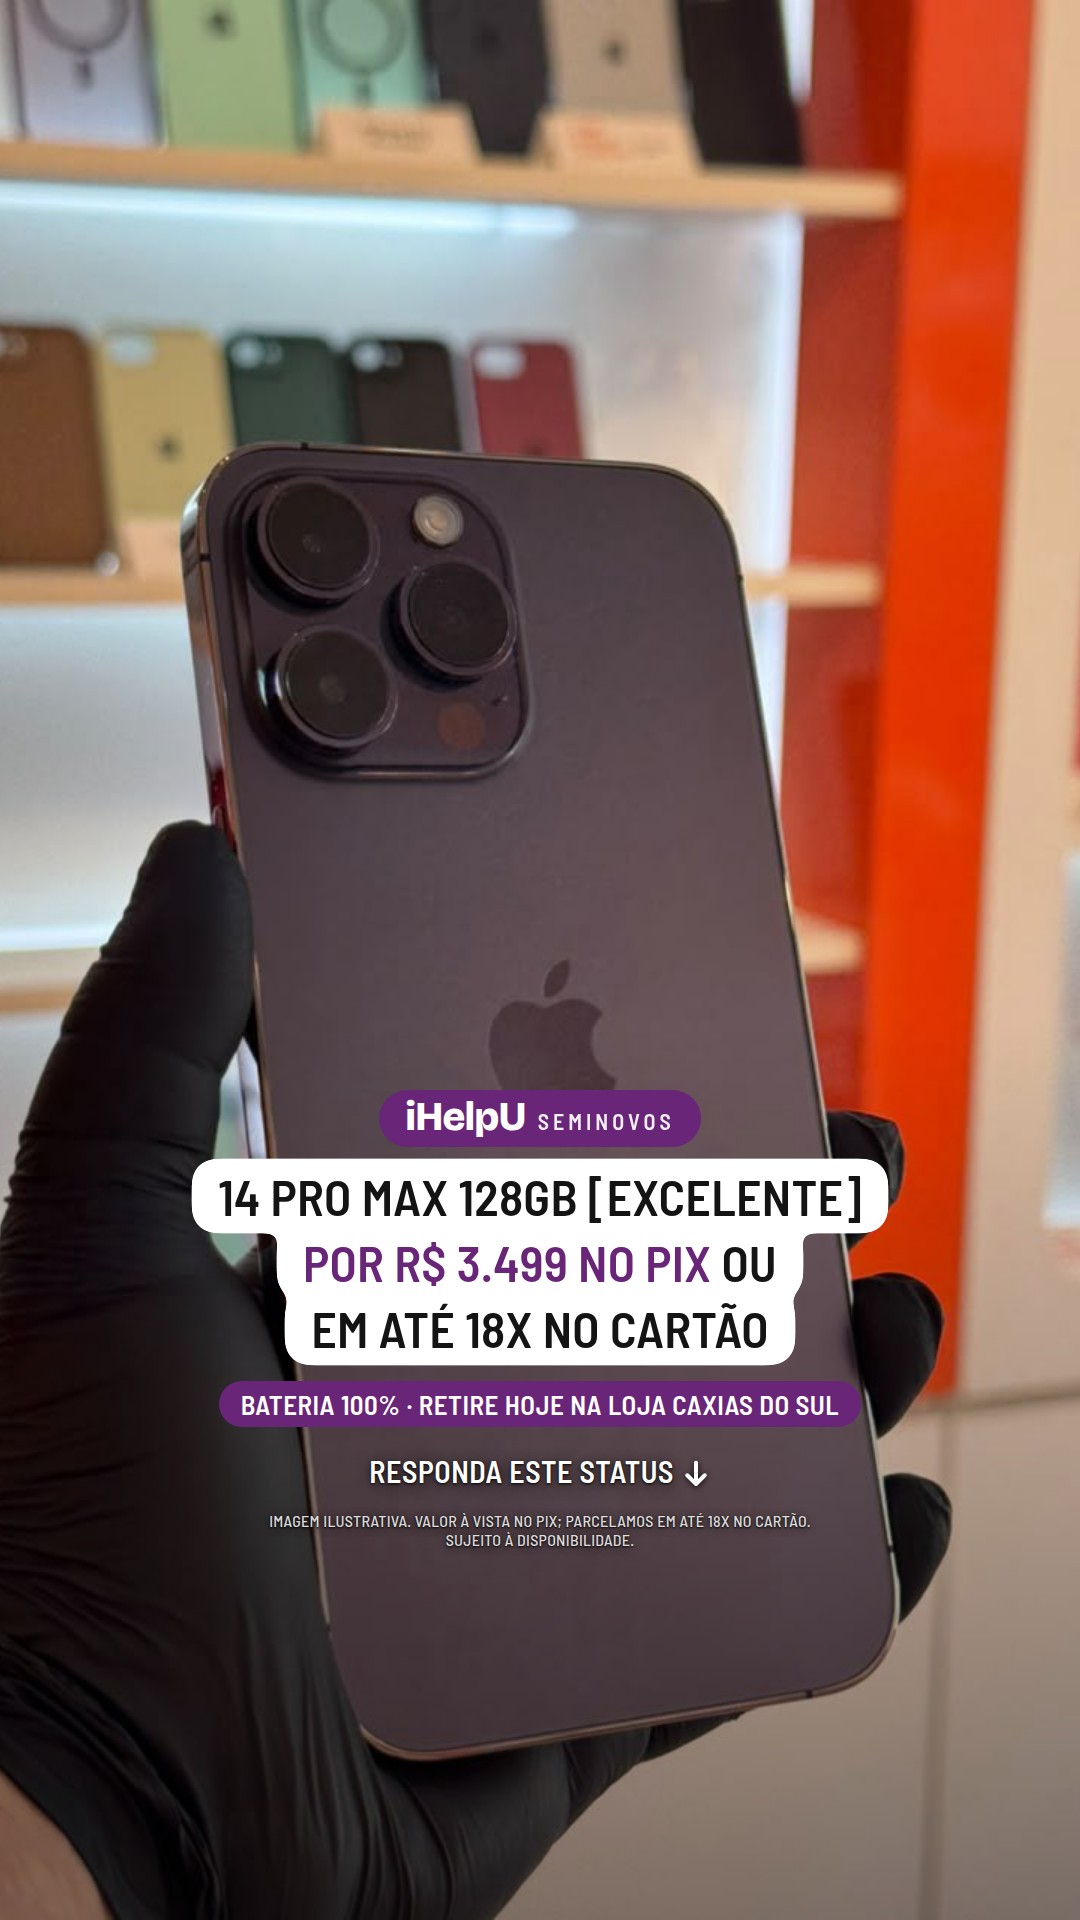 iHelpU SEMINOVOS
14 PRO MAX 128GB [EXCELENTE]
POR R$ 3.499 NO PIX OU
EM ATÉ 18X NO CARTÃO
BATERIA 100% · RETIRE HOJE NA LOJA CAXIAS DO SUL
RESPONDA ESTE STATUS ↓
IMAGEM ILUSTRATIVA. VALOR À VISTA NO PIX; PARCELAMOS EM ATÉ 18X NO CARTÃO.
SUJEITO À DISPONIBILIDADE.